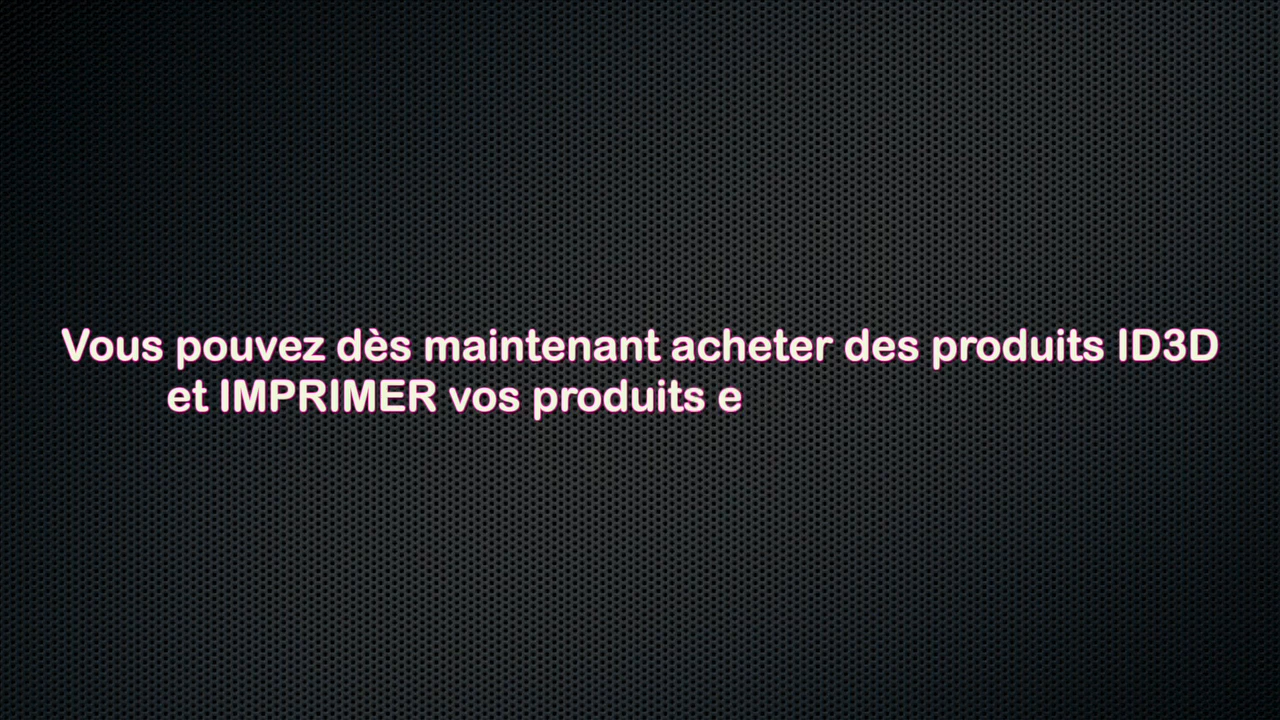 Vous pouvez dès maintenant acheter des produits ID3D
et IMPRIMER vos produits e